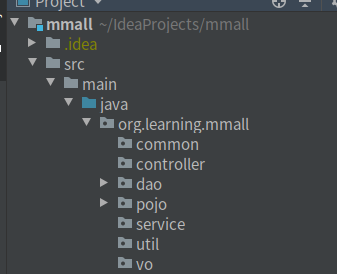 Project
mmall ~/IdeaProjects/mmall
.idea
src
main
java
org.learning.mmall
common
controller
dao
pojo
service
util
vo